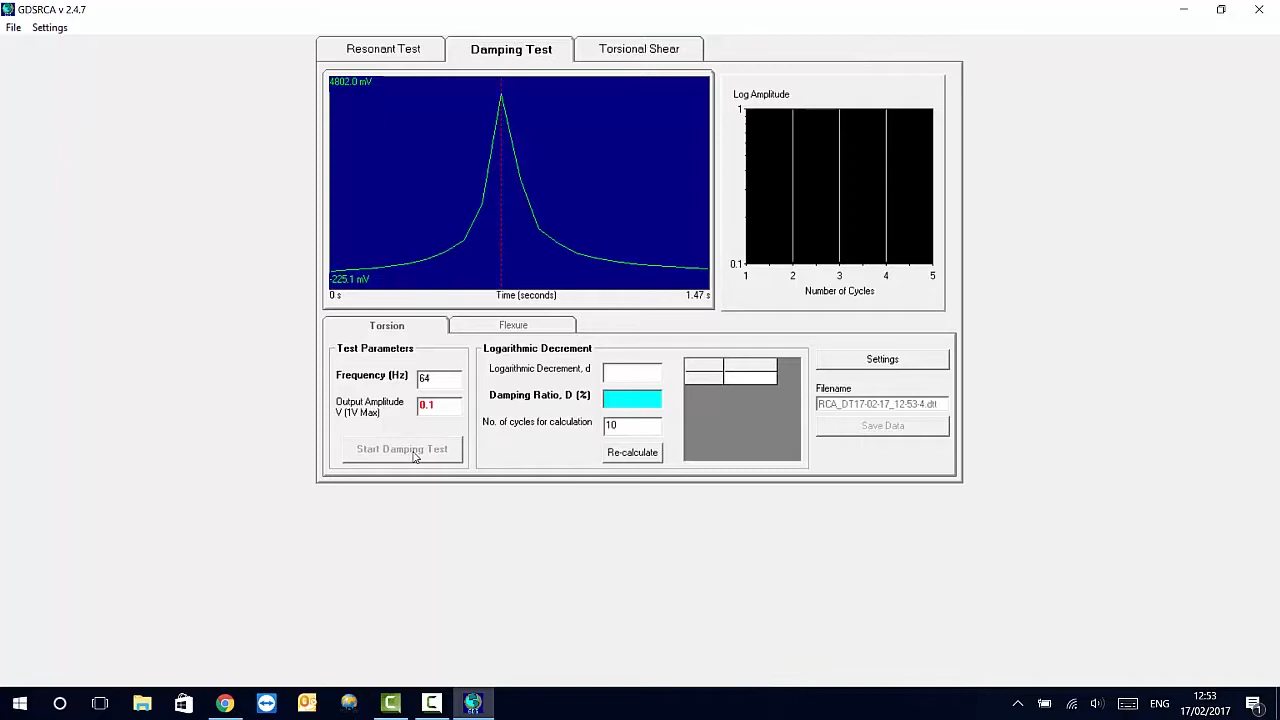 GDSRCA v 2.4.7
File Settings
Resonant Test Damping Test Torsional Shear
4802.0 mV
-225.1 mV
0 s Time (seconds) 1.47 s
Log Amplitude
1
0.1
1 2 3 4 5
Number of Cycles
Torsion Flexure
Test Parameters
Frequency (Hz) 64
Output Amplitude
V (1V Max) 0.1
Start Damping Test
Logarithmic Decrement
Logarithmic Decrement, d
Damping Ratio, D (%)
No. of cycles for calculation 10
Re-calculate
Settings
Filename
RCA_DT17-02-17_12-53-4.dtt
Save Data
ENG
12:53
17/02/2017
1